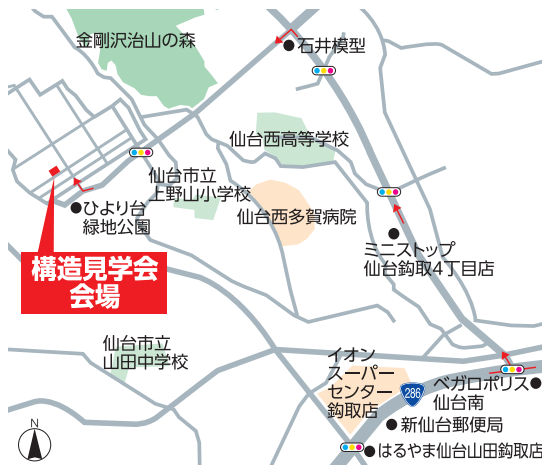 金剛沢治山の森
石井模型
仙台西高等学校
仙台市立
上野山小学校
仙台西多賀病院
ひより台
緑地公園
ミニストップ
仙台鈎取4丁目店
構造見学会
会場
仙台市立
山田中学校
イオン
スーパー
センター
鈎取店
286
ベガロポリス
仙台南
新仙台郵便局
はるやま仙台山田鈎取店
N